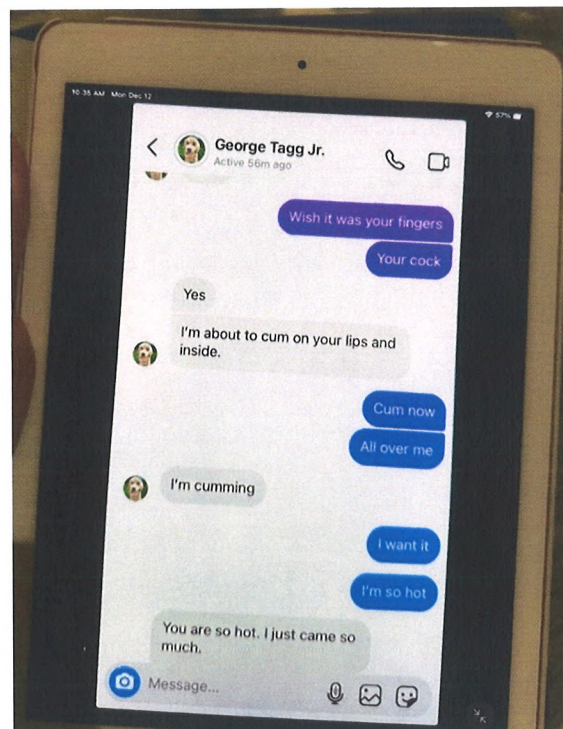 10:35 AM Mon Dec 12
57%
George Tagg Jr.
Active 56m ago
Wish it was your fingers
Your cock
Yes
I'm about to cum on your lips and
inside.
Cum now
All over me
I'm cumming
I want it
I'm so hot
You are so hot. I just came so
much.
Message...